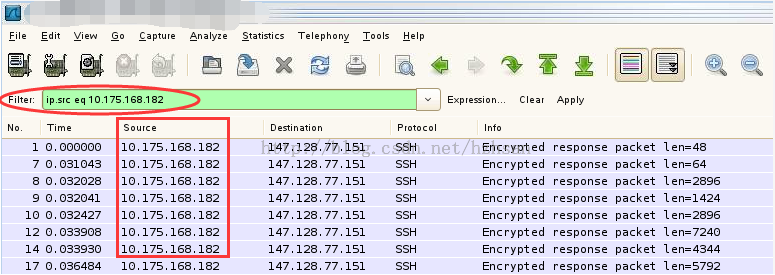 File Edit View Go Capture Analyze Statistics Telephony Tools Help
Filter: ip.src eq 10.175.168.182 Expression... Clear Apply
No. Time Source Destination Protocol Info
1 0.000000 10.175.168.182 147.128.77.151 SSH Encrypted response packet len=48
7 0.031043 10.175.168.182 147.128.77.151 SSH Encrypted response packet len=64
8 0.032028 10.175.168.182 147.128.77.151 SSH Encrypted response packet len=2896
9 0.032041 10.175.168.182 147.128.77.151 SSH Encrypted response packet len=1424
10 0.032427 10.175.168.182 147.128.77.151 SSH Encrypted response packet len=2896
12 0.033908 10.175.168.182 147.128.77.151 SSH Encrypted response packet len=7240
14 0.033930 10.175.168.182 147.128.77.151 SSH Encrypted response packet len=4344
17 0.036484 10.175.168.182 147.128.77.151 SSH Encrypted response packet len=5792